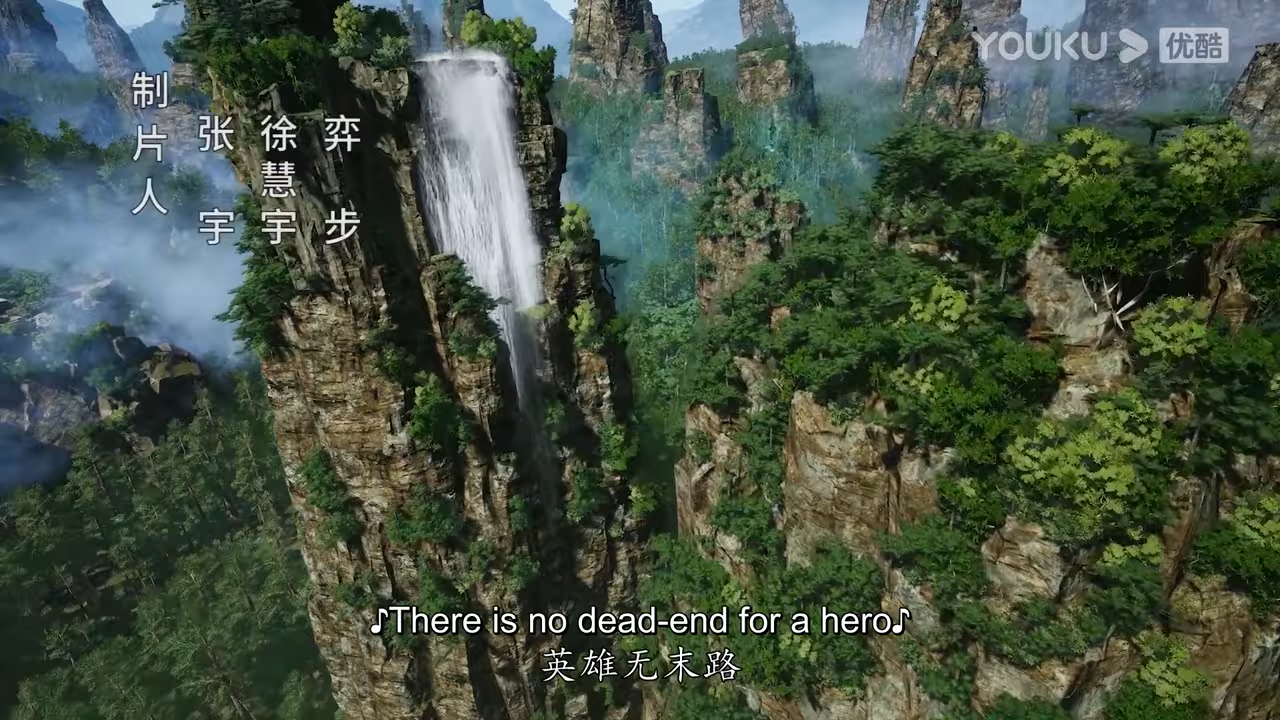 制片人
张宇
徐慧宇
弈步
YOUKU 优酷
♪There is no dead-end for a hero♪
英雄无末路